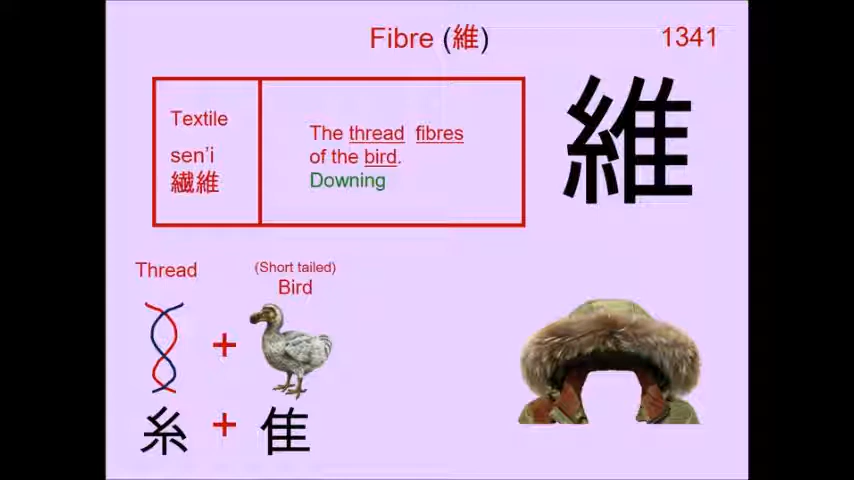 Fibre (維)
1341
Textile
sen'i
繊維
The thread fibres
of the bird.
Downing
維
Thread
(Short tailed)
Bird
+
糸 + 隹